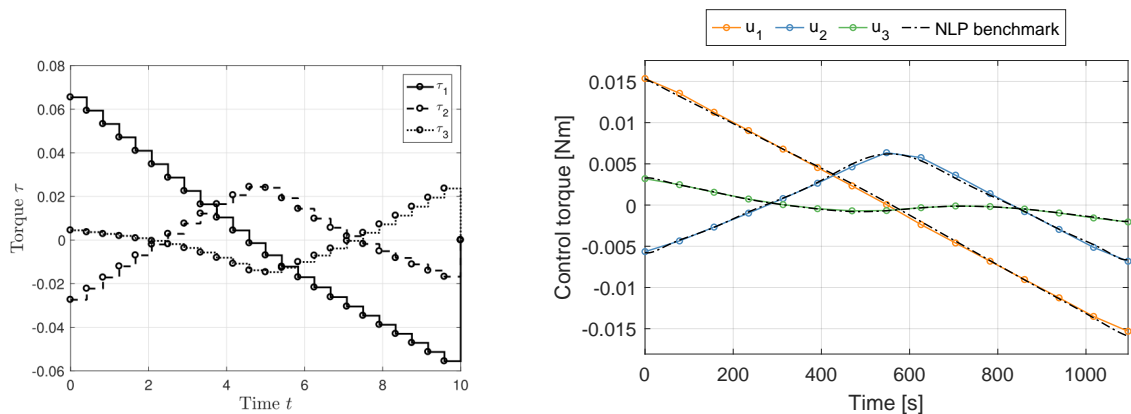 0.08
0.06
0.04
0.02
0
-0.02
-0.04
-0.06
Torque τ
0 2 4 6 8 10
Time t
τ1
τ2
τ3
u1 u2 u3 NLP benchmark
0.015
0.01
0.005
0
-0.005
-0.01
-0.015
Control torque [Nm]
0 200 400 600 800 1000
Time [s]